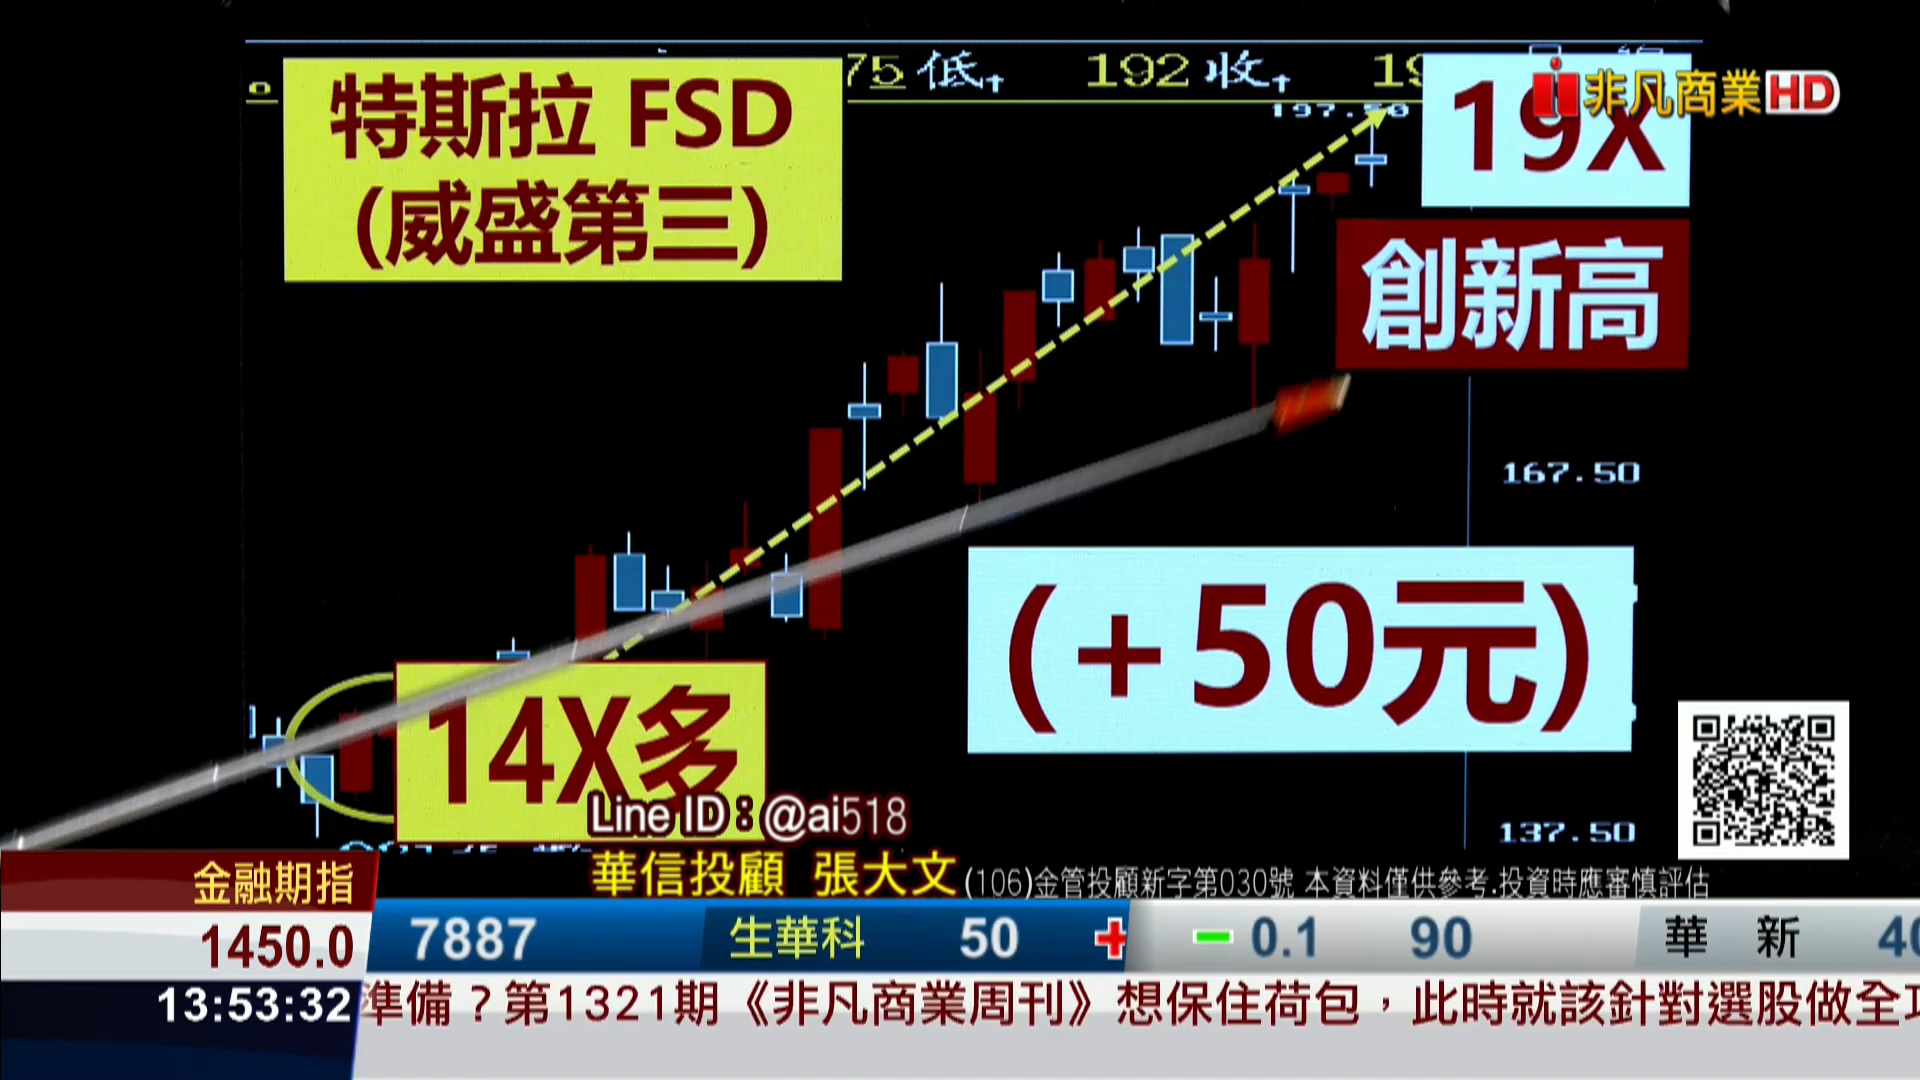 75 低↑ 192 收↑ 19
197.50
特斯拉 FSD
(威盛第三)
19X
非凡商業HD
創新高
167.50
(+50元)
14X多
137.50
Line ID：@ai518
華信投顧 張大文
(106)金管投顧新字第030號 本資料僅供參考.投資時應審慎評估
金融期指
1450.0
7887 生華科 50 + － 0.1 90 華 新 40
13:53:32
準備？第1321期《非凡商業周刊》想保住荷包，此時就該針對選股做全